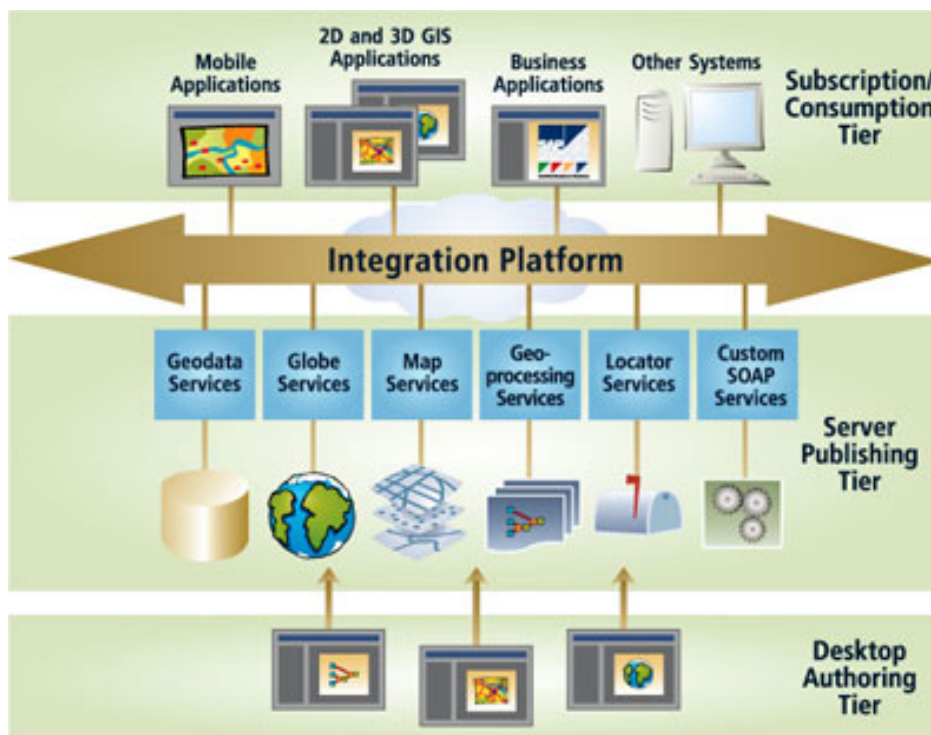 2D and 3D GIS
Applications
Mobile
Applications
Business
Applications
Other Systems
Subscription/
Consumption
Tier
Integration Platform
Geodata
Services
Globe
Services
Map
Services
Geo-
processing
Services
Locator
Services
Custom
SOAP
Services
Server
Publishing
Tier
Desktop
Authoring
Tier